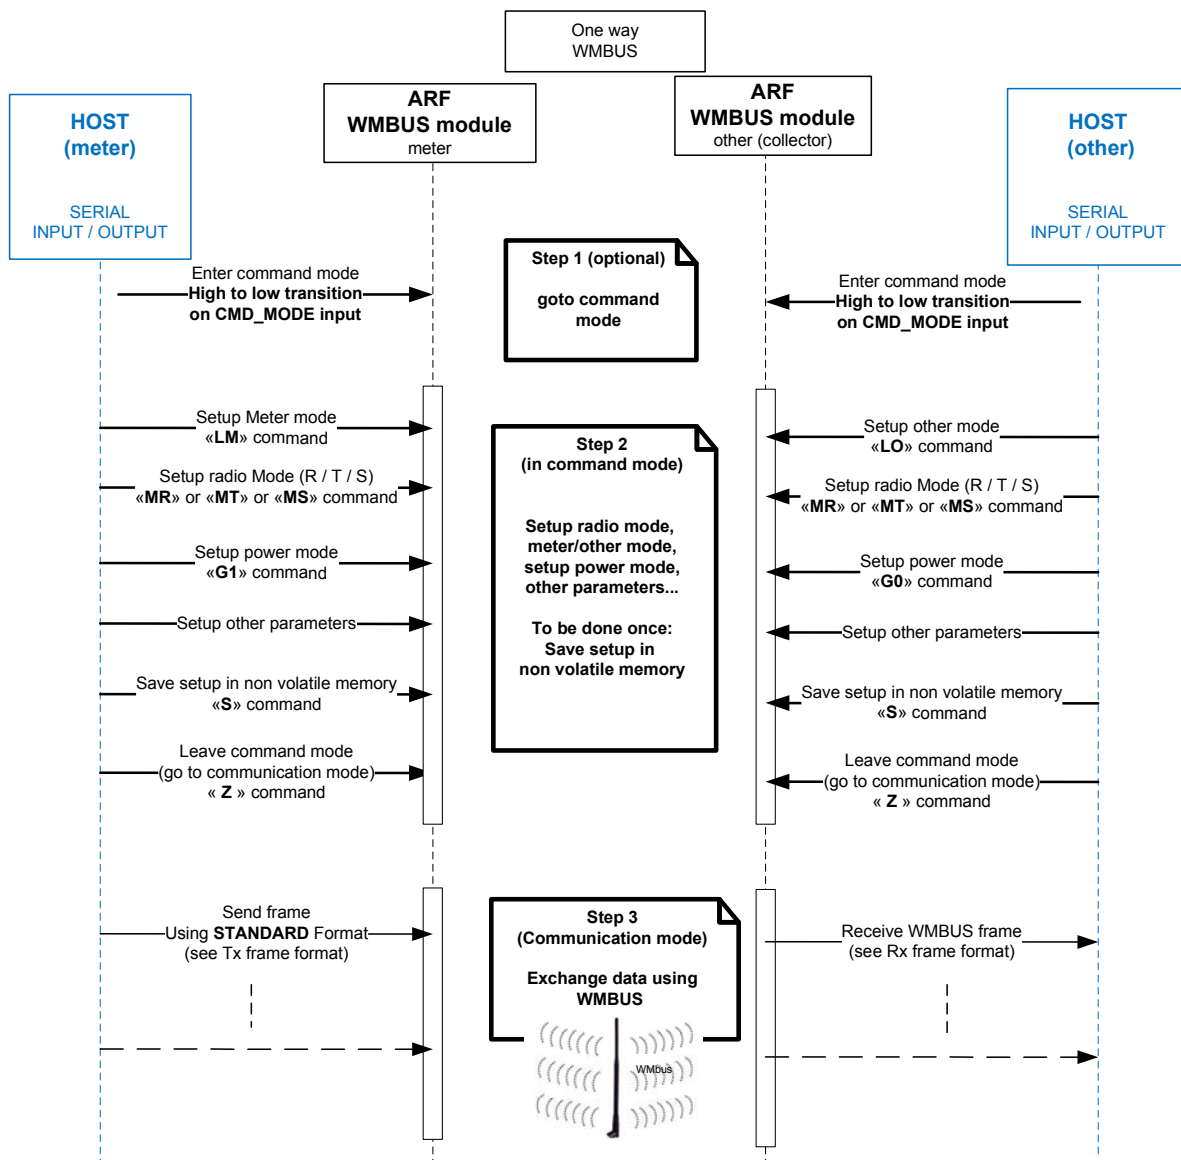 One way
WMBUS
HOST
(meter)
SERIAL
INPUT / OUTPUT
ARF
WMBUS module
meter
ARF
WMBUS module
other (collector)
HOST
(other)
SERIAL
INPUT / OUTPUT
Enter command mode
High to low transition
on CMD_MODE input
Step 1 (optional)
goto command
mode
Enter command mode
High to low transition
on CMD_MODE input
Setup Meter mode
«LM» command
Setup radio Mode (R / T / S)
«MR» or «MT» or «MS» command
Setup power mode
«G1» command
Setup other parameters
Save setup in non volatile memory
«S» command
Leave command mode
(go to communication mode)
« Z » command
Step 2
(in command mode)
Setup radio mode,
meter/other mode,
setup power mode,
other parameters...
To be done once:
Save setup in
non volatile memory
Setup other mode
«LO» command
Setup radio Mode (R / T / S)
«MR» or «MT» or «MS» command
Setup power mode
«G0» command
Setup other parameters
Save setup in non volatile memory
«S» command
Leave command mode
(go to communication mode)
« Z » command
Send frame
Using STANDARD Format
(see Tx frame format)
Step 3
(Communication mode)
Exchange data using
WMBUS
WMbus
Receive WMBUS frame
(see Rx frame format)